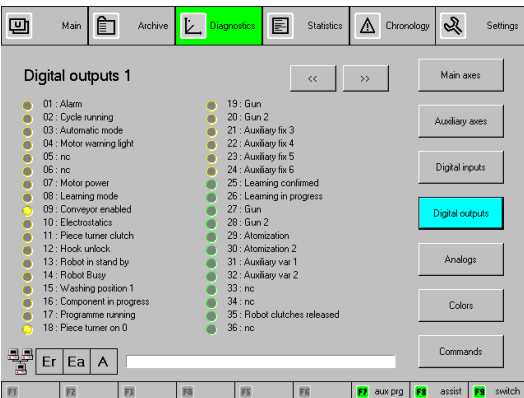 Main
Archive
Diagnostics
Statistics
Chronology
Settings
Digital outputs 1
<<
>>
01 : Alarm
02 : Cycle running
03 : Automatic mode
04 : Motor warning light
05 : nc
06 : nc
07 : Motor power
08 : Learning mode
09 : Conveyor enabled
10 : Electrostatics
11 : Piece turner clutch
12 : Hook unlock
13 : Robot in stand by
14 : Robot Busy
15 : Washing position 1
16 : Component in progress
17 : Programme running
18 : Piece turner on 0
19 : Gun
20 : Gun 2
21 : Auxiliary fix 3
22 : Auxiliary fix 4
23 : Auxiliary fix 5
24 : Auxiliary fix 6
25 : Learning confirmed
26 : Learning in progress
27 : Gun
28 : Gun 2
29 : Atomization
30 : Atomization 2
31 : Auxiliary var 1
32 : Auxiliary var 2
33 : nc
34 : nc
35 : Robot clutches released
36 : nc
Main axes
Auxiliary axes
Digital inputs
Digital outputs
Analogs
Colors
Commands
Er Ea A
F1 F2 F3 F4 F5 F6 F7 aux prg F8 assist F9 switch